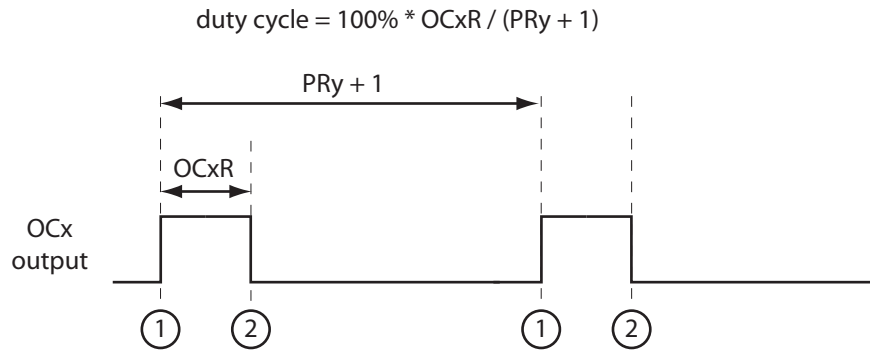 duty cycle = 100% * OCxR / (PRy + 1)
PRy + 1
OCxR
OCx
output
1 2 1 2